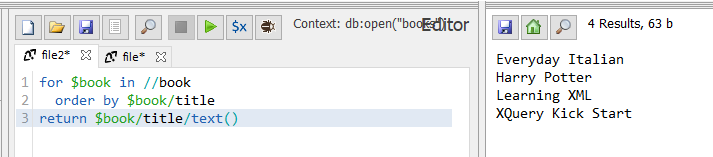 Context: db:open("books")
Editor
4 Results, 63 b
file2*
file*
1 for $book in //book
2   order by $book/title
3 return $book/title/text()
Everyday Italian
Harry Potter
Learning XML
XQuery Kick Start